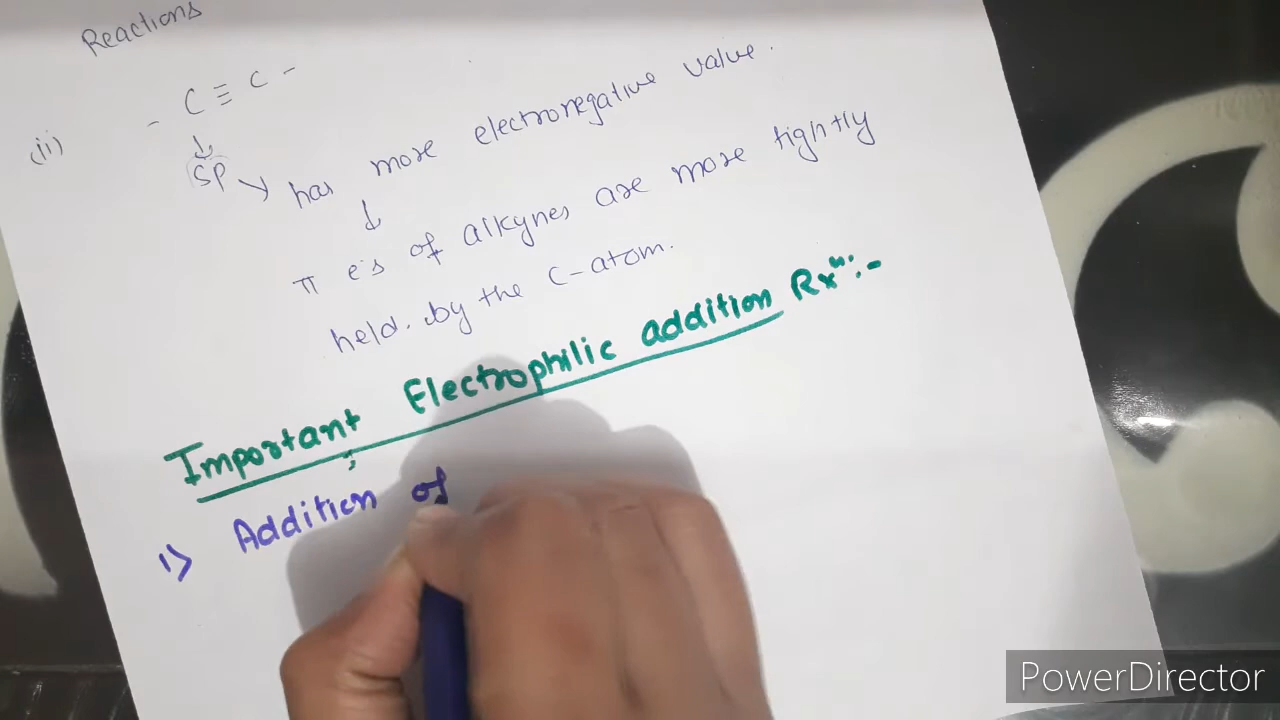 Reactions
(ii) - C ≡ C -
↓
SP → has more electronegative value.
↓
π e's of alkynes are more tightly
held by the C-atom.
Important Electrophilic addition Rxⁿ:-
1) Addition of
PowerDirector